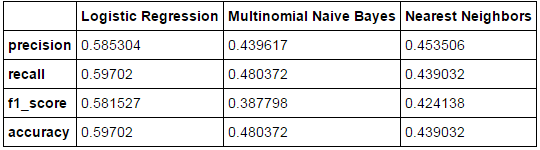 Logistic Regression Multinomial Naive Bayes Nearest Neighbors
precision 0.585304 0.439617 0.453506
recall 0.59702 0.480372 0.439032
f1_score 0.581527 0.387798 0.424138
accuracy 0.59702 0.480372 0.439032